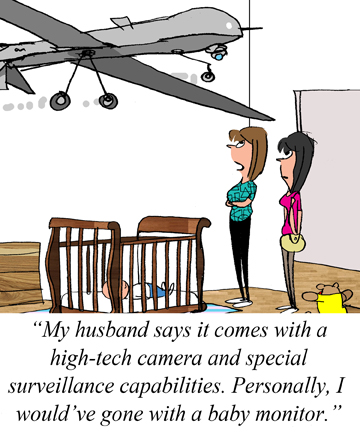 “My husband says it comes with a
high-tech camera and special
surveillance capabilities. Personally, I
would’ve gone with a baby monitor.”